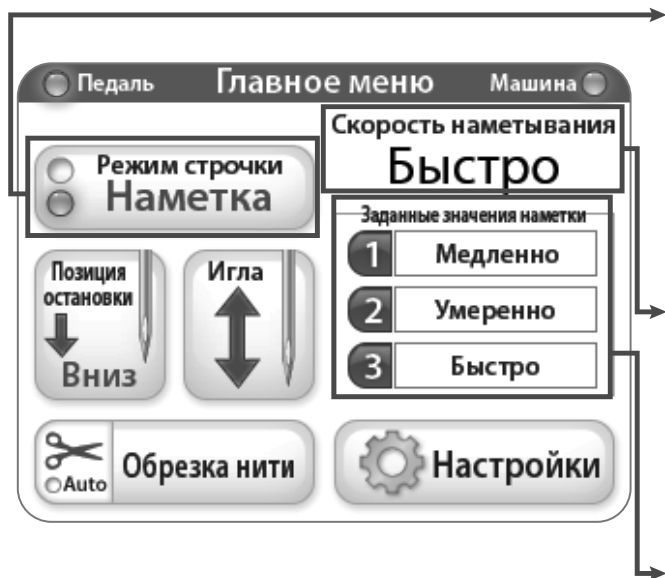 Педаль Главное меню Машина
Скорость наметывания
Быстро
Режим строчки
Наметка
Заданные значения наметки
1 Медленно
2 Умеренно
3 Быстро
Позиция
остановки
Вниз
Игла
Auto
Обрезка нити
Настройки